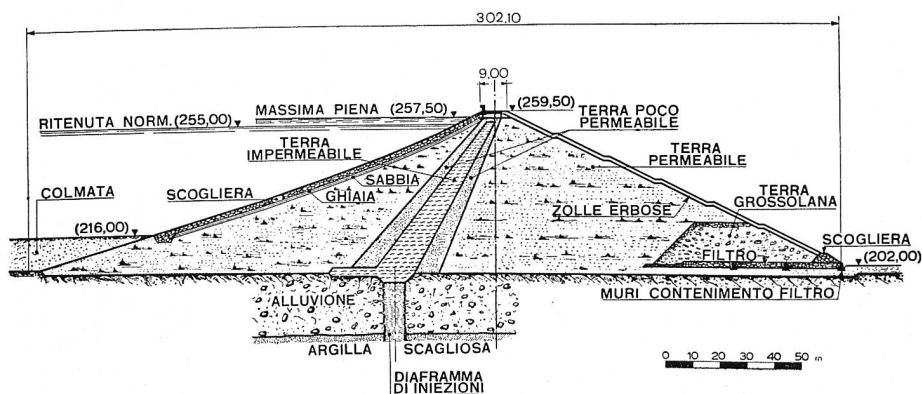 302,10
9,00
MASSIMA PIENA (257,50)
(259,50)
RITENUTA NORM. (255,00)
TERRA POCO
PERMEABILE
TERRA
IMPERMEABILE
TERRA
PERMEABILE
SABBIA
COLMATA
SCOGLIERA
GHIAIA
TERRA
GROSSOLANA
ZOLLE ERBOSE
(216,00)
SCOGLIERA
FILTRO
(202,00)
ALLUVIONE
MURI CONTENIMENTO FILTRO
ARGILLA SCAGLIOSA
DIAFRAMMA
DI INIEZIONI
0 10 20 30 40 50 m